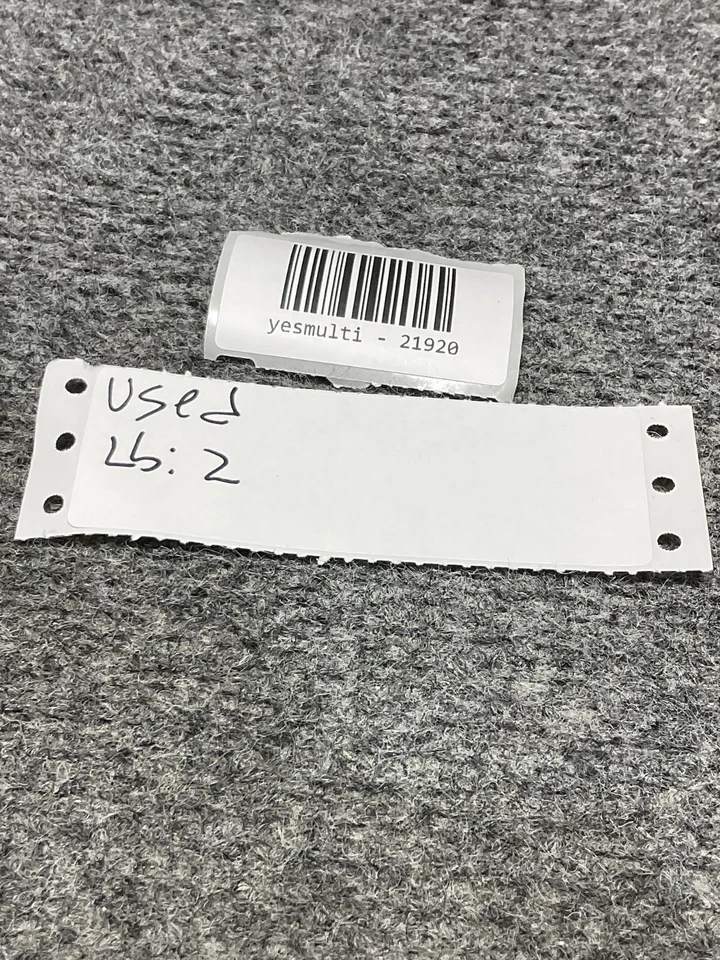 yesmulti - 21920
Used
Lb: 2